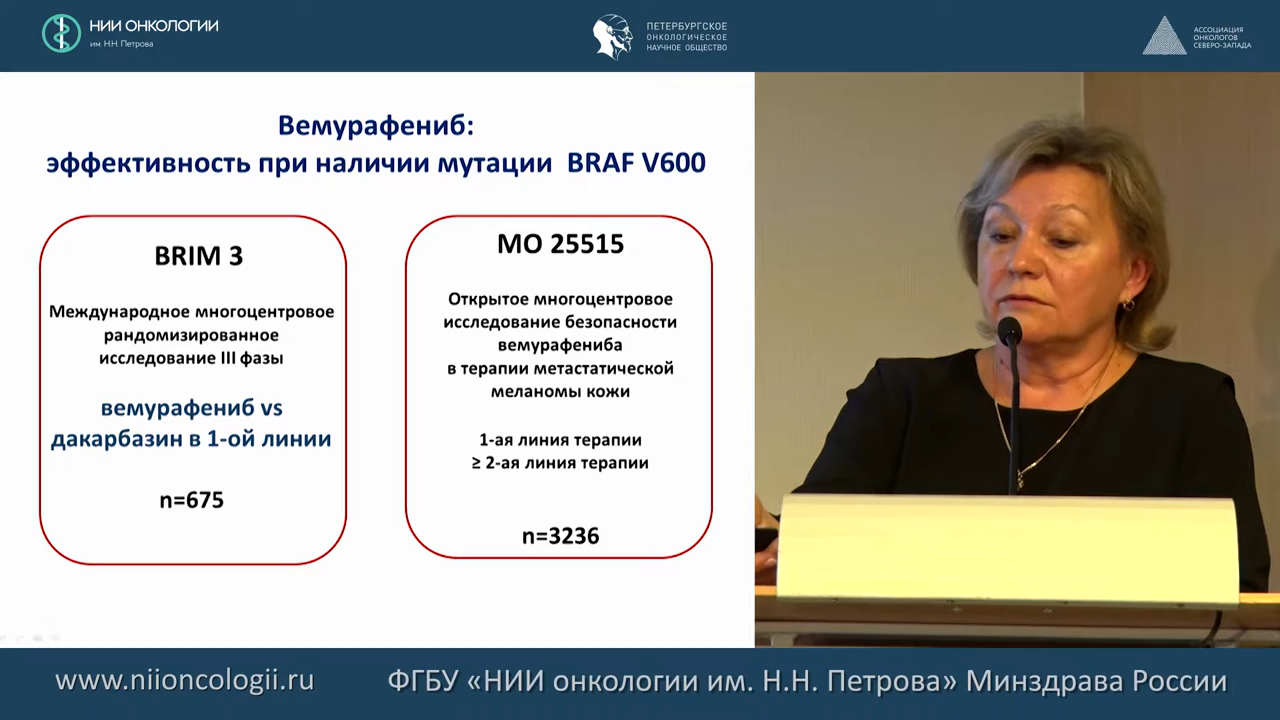 НИИ ОНКОЛОГИИ
им. Н.Н. Петрова
ПЕТЕРБУРГСКОЕ
ОНКОЛОГИЧЕСКОЕ
НАУЧНОЕ ОБЩЕСТВО
АССОЦИАЦИЯ
ОНКОЛОГОВ
СЕВЕРО-ЗАПАДА
Вемурафениб:
эффективность при наличии мутации BRAF V600
BRIM 3
Международное многоцентровое
рандомизированное
исследование III фазы
вемурафениб vs
дакарбазин в 1-ой линии
n=675
МО 25515
Открытое многоцентровое
исследование безопасности
вемурафениба
в терапии метастатической
меланомы кожи
1-ая линия терапии
≥ 2-ая линия терапии
n=3236
www.niioncologii.ru
ФГБУ «НИИ онкологии им. Н.Н. Петрова» Минздрава России